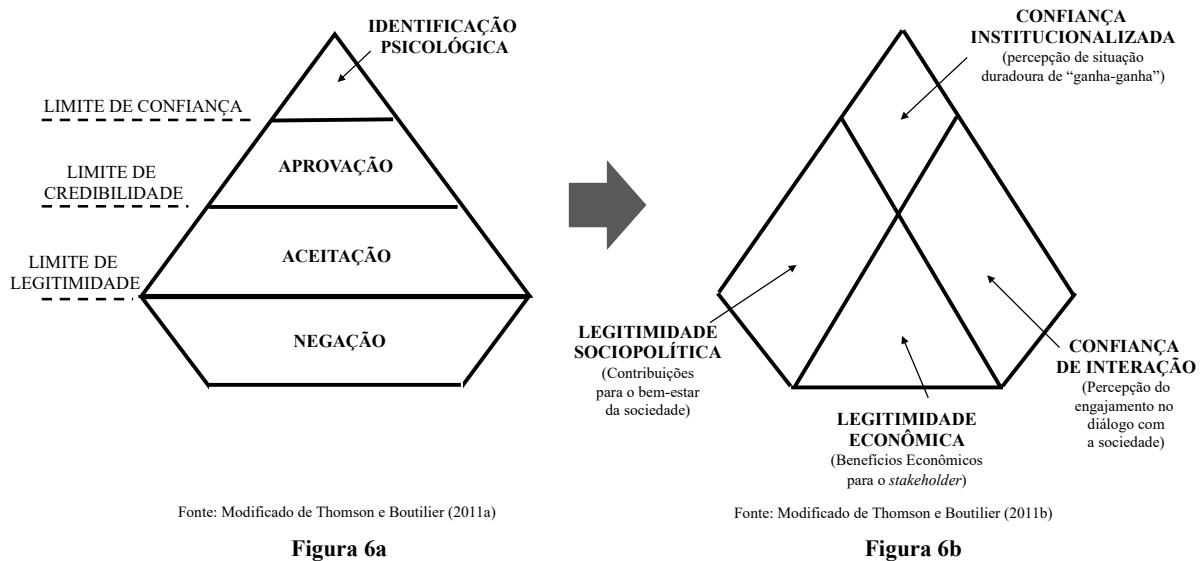 IDENTIFICAÇÃO
PSICOLÓGICA
LIMITE DE CONFIANÇA
APROVAÇÃO
LIMITE DE
CREDIBILIDADE
ACEITAÇÃO
LIMITE DE
LEGITIMIDADE
NEGAÇÃO
Fonte: Modificado de Thomson e Boutilier (2011a)
Figura 6a
CONFIANÇA
INSTITUCIONALIZADA
(percepção de situação
duradoura de “ganha-ganha”)
LEGITIMIDADE
SOCIOPOLÍTICA
(Contribuições
para o bem-estar
da sociedade)
LEGITIMIDADE
ECONÔMICA
(Benefícios Econômicos
para o stakeholder)
CONFIANÇA
DE INTERAÇÃO
(Percepção do
engajamento no
diálogo com
a sociedade)
Fonte: Modificado de Thomson e Boutilier (2011b)
Figura 6b